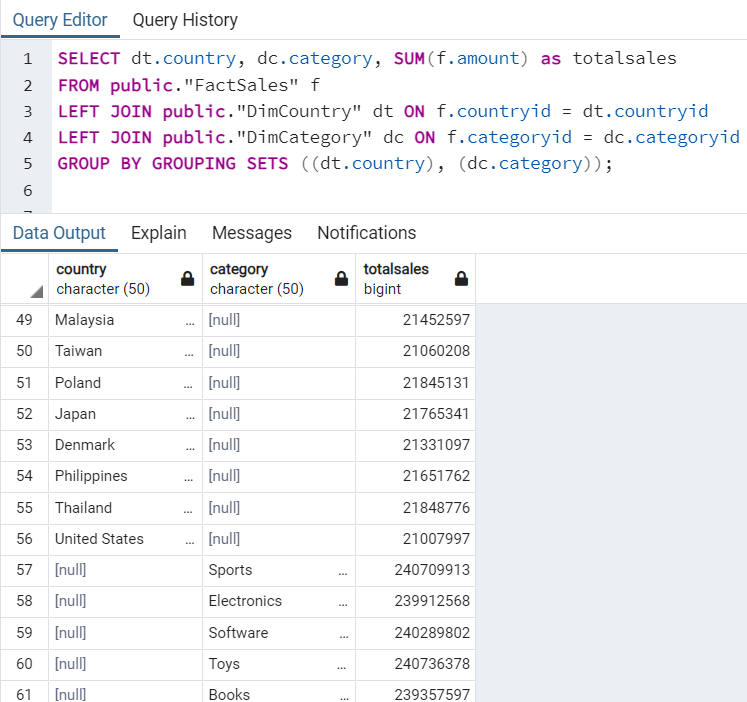 Query Editor Query History
1 SELECT dt.country, dc.category, SUM(f.amount) as totalsales
2 FROM public."FactSales" f
3 LEFT JOIN public."DimCountry" dt ON f.countryid = dt.countryid
4 LEFT JOIN public."DimCategory" dc ON f.categoryid = dc.categoryid
5 GROUP BY GROUPING SETS ((dt.country), (dc.category));
6
Data Output Explain Messages Notifications
country category totalsales
character (50) character (50) bigint
49 Malaysia ... [null] 21452597
50 Taiwan ... [null] 21060208
51 Poland ... [null] 21845131
52 Japan ... [null] 21765341
53 Denmark ... [null] 21331097
54 Philippines ... [null] 21651762
55 Thailand ... [null] 21848776
56 United States ... [null] 21007997
57 [null] Sports ... 240709913
58 [null] Electronics ... 239912568
59 [null] Software ... 240289802
60 [null] Toys ... 240736378
61 [null] Books ... 239357597